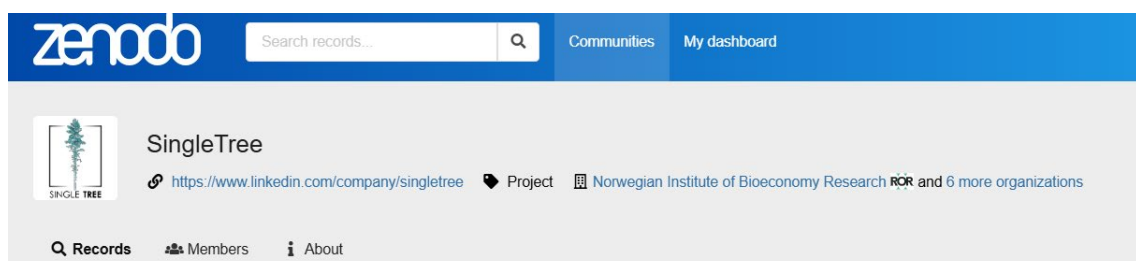 zenodo Search records... Communities My dashboard
SingleTree
https://www.linkedin.com/company/singletree Project Norwegian Institute of Bioeconomy Research ROR and 6 more organizations
SINGLE TREE
Records Members About